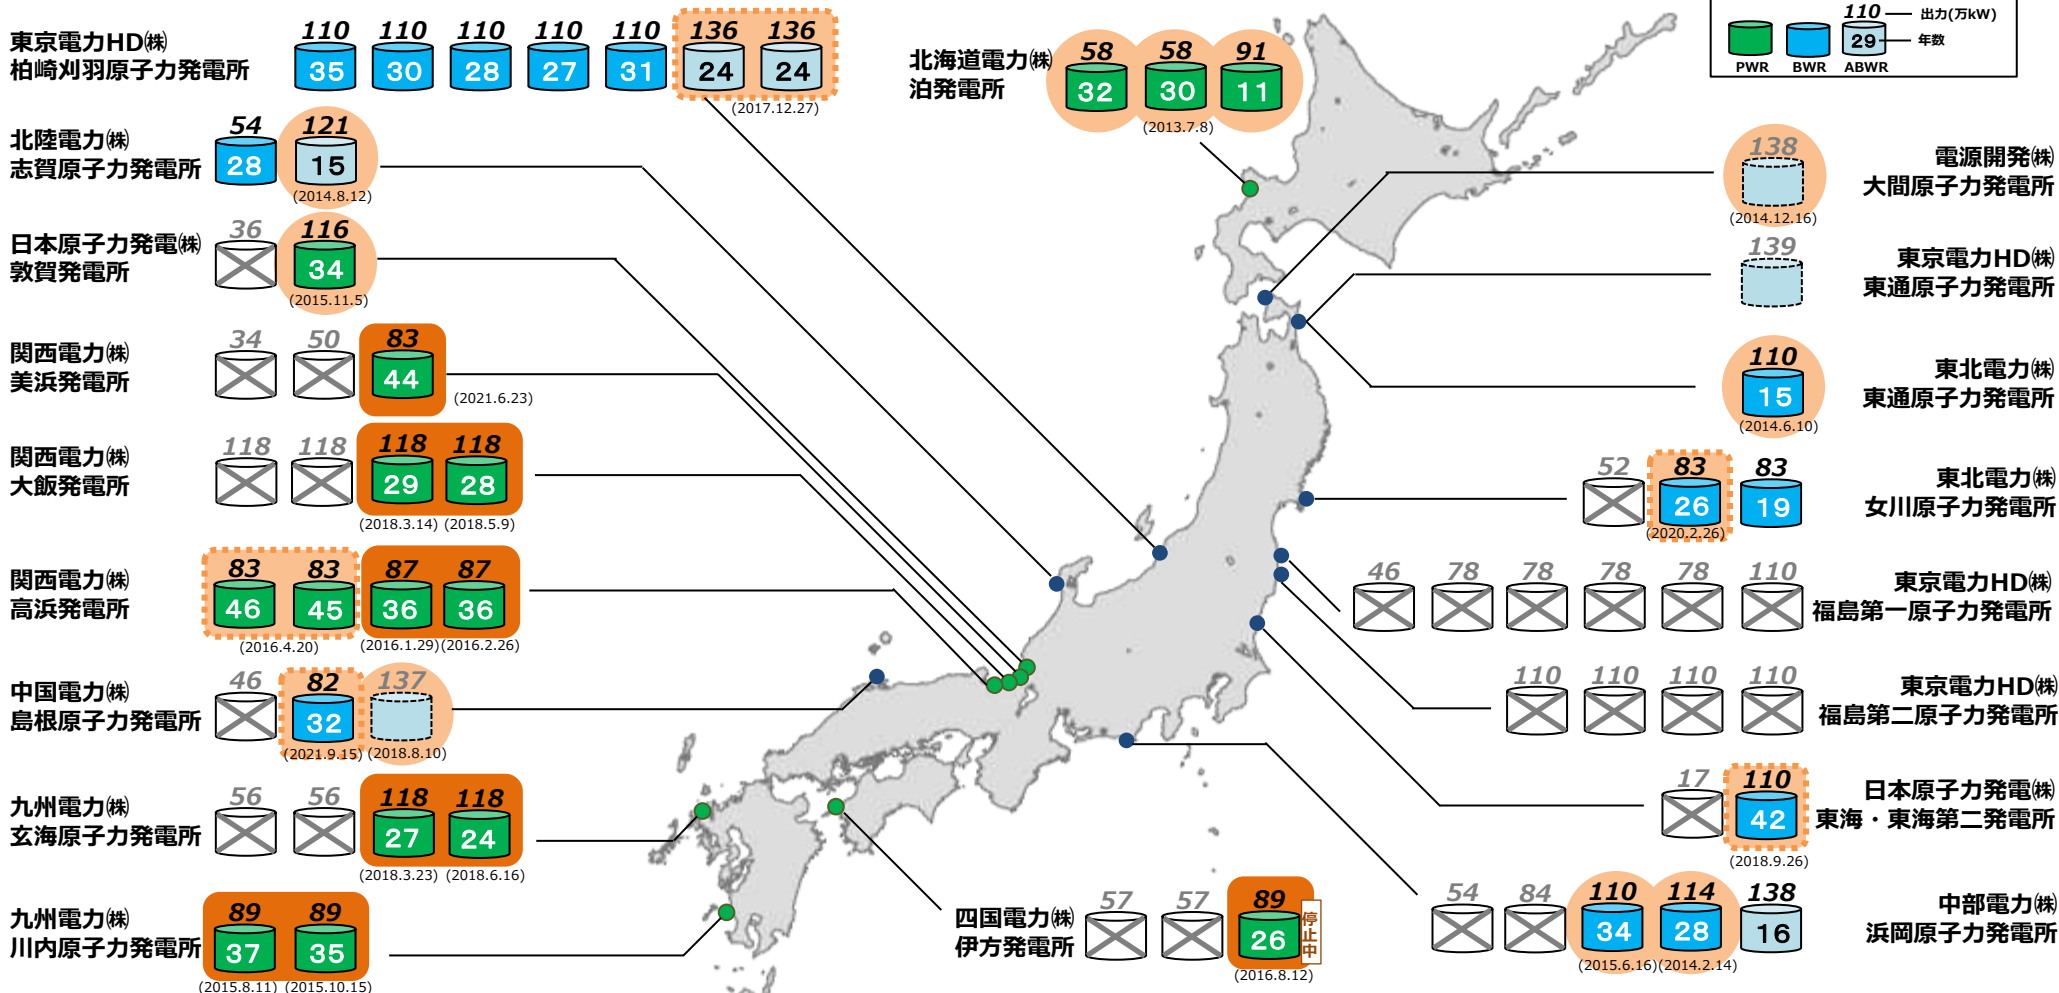 東京電力HD㈱
柏崎刈羽原子力発電所
110 110 110 110 110 136 136
35 30 28 27 31 24 24
(2017.12.27)
北海道電力㈱
泊発電所
58 58 91
32 30 11
(2013.7.8)
110 出力(万kW)
29 年数
PWR BWR ABWR
北陸電力㈱
志賀原子力発電所
54 121
28 15
(2014.8.12)
日本原子力発電㈱
敦賀発電所
36 116
34
(2015.11.5)
関西電力㈱
美浜発電所
34 50 83
44
(2021.6.23)
関西電力㈱
大飯発電所
118 118 118 118
29 28
(2018.3.14) (2018.5.9)
関西電力㈱
高浜発電所
83 83 87 87
46 45 36 36
(2016.4.20) (2016.1.29) (2016.2.26)
中国電力㈱
島根原子力発電所
46 82 137
32
(2021.9.15) (2018.8.10)
九州電力㈱
玄海原子力発電所
56 56 118 118
27 24
(2018.3.23) (2018.6.16)
九州電力㈱
川内原子力発電所
89 89
37 35
(2015.8.11) (2015.10.15)
四国電力㈱
伊方発電所
57 57 89
26
停止中
(2016.8.12)
138
電源開発㈱
大間原子力発電所
(2014.12.16)
139
東京電力HD㈱
東通原子力発電所
110
15
東北電力㈱
東通原子力発電所
(2014.6.10)
52 83 83
26 19
東北電力㈱
女川原子力発電所
(2020.2.26)
46 78 78 78 78 110
東京電力HD㈱
福島第一原子力発電所
110 110 110 110
東京電力HD㈱
福島第二原子力発電所
17 110
42
日本原子力発電㈱
東海・東海第二発電所
(2018.9.26)
54 84 110 114 138
34 28 16
中部電力㈱
浜岡原子力発電所
(2015.6.16) (2014.2.14)